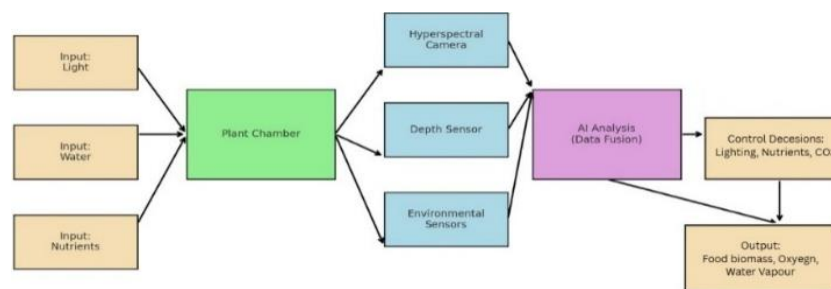 Input:
Light
Input:
Water
Input:
Nutrients
Plant Chamber
Hyperspectral
Camera
Depth Sensor
Environmental
Sensors
AI Analysis
(Data Fusion)
Control Decesions:
Lighting, Nutrients, CO
Output:
Food biomass, Oxyegn,
Water Vapour